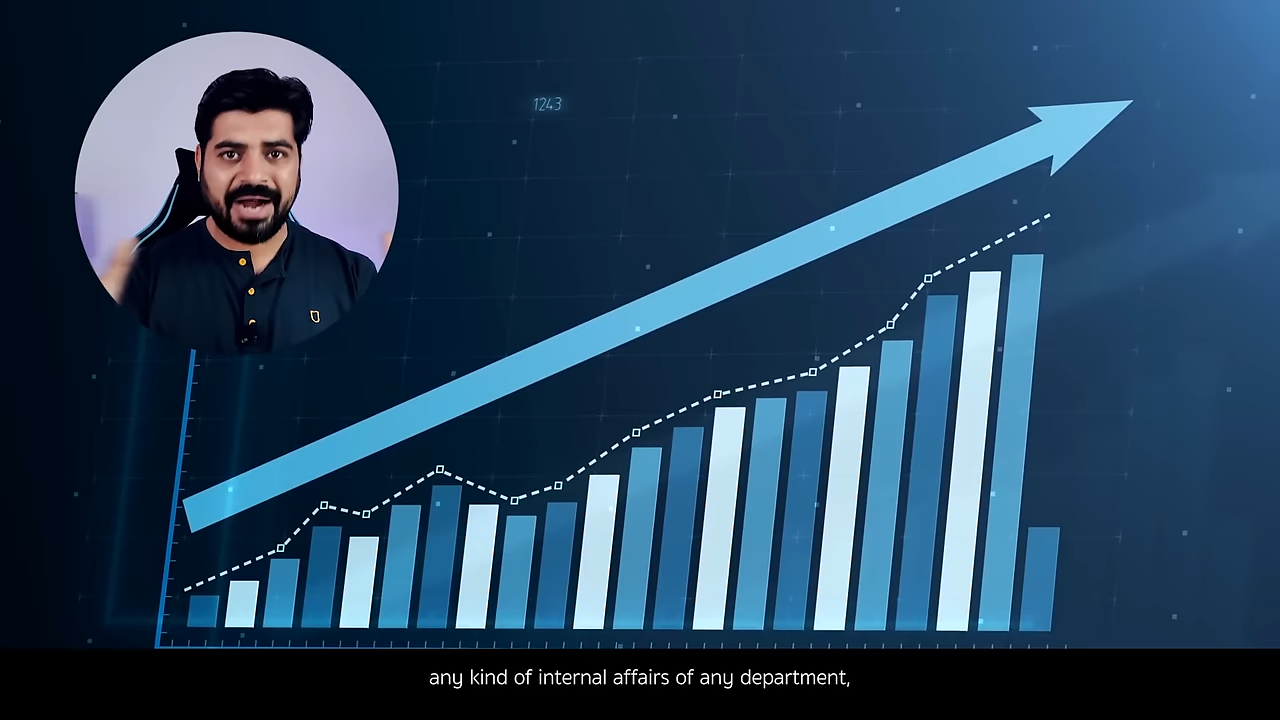 1243
any kind of internal affairs of any department,